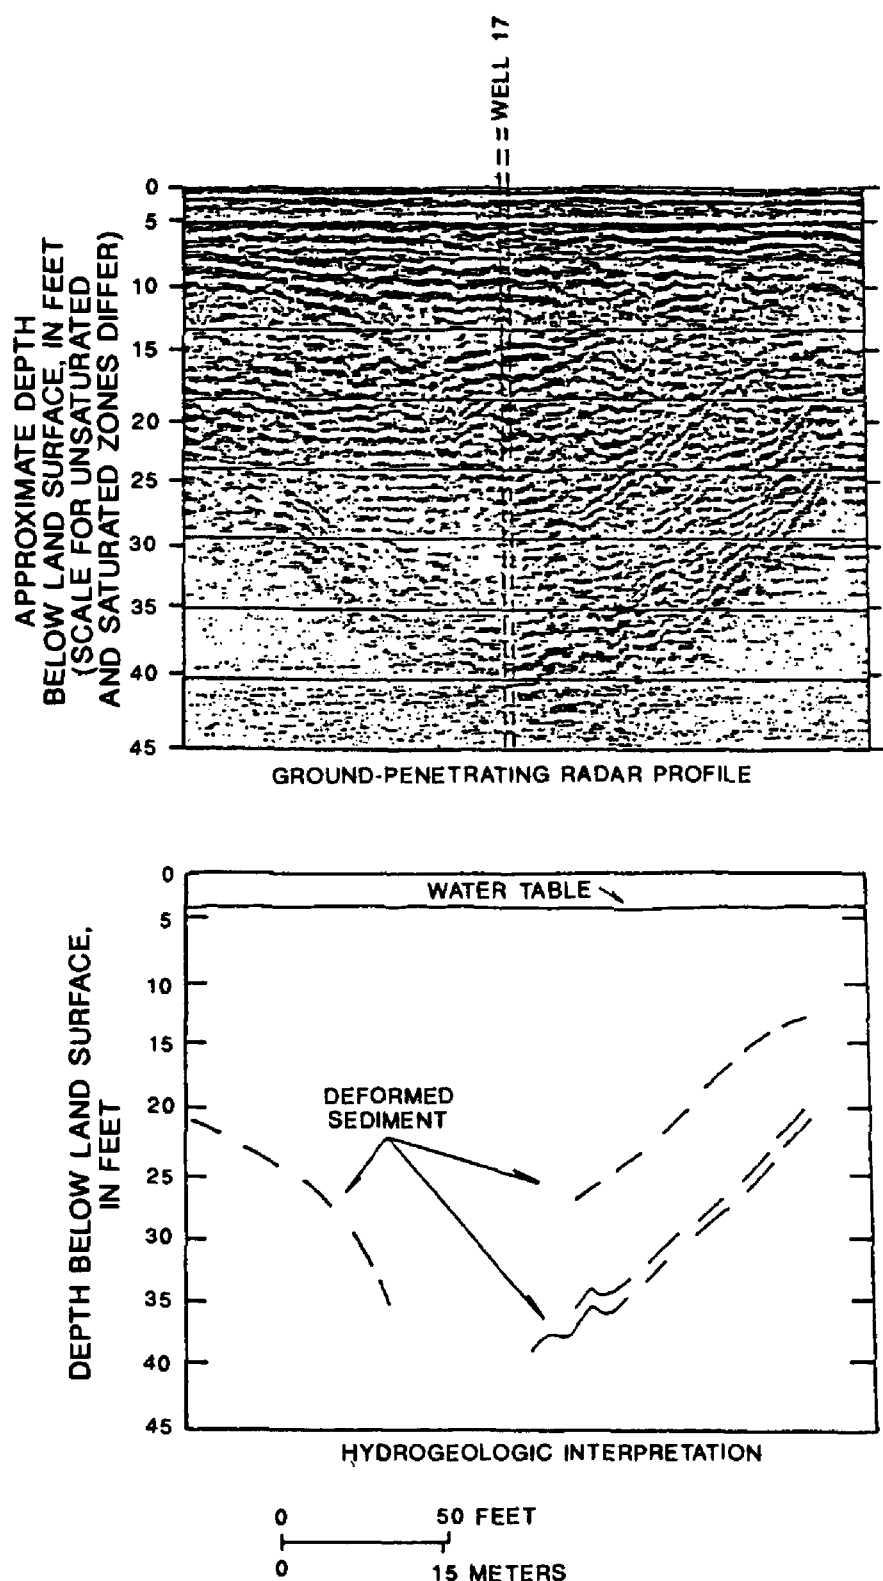 = = = WELL 17
APPROXIMATE DEPTH
BELOW LAND SURFACE, IN FEET
(SCALE FOR UNSATURATED
AND SATURATED ZONES DIFFER)
0
5
10
15
20
25
30
35
40
45
GROUND-PENETRATING RADAR PROFILE
DEPTH BELOW LAND SURFACE,
IN FEET
0
5
10
15
20
25
30
35
40
45
WATER TABLE
DEFORMED
SEDIMENT
HYDROGEOLOGIC INTERPRETATION
0 50 FEET
0 15 METERS